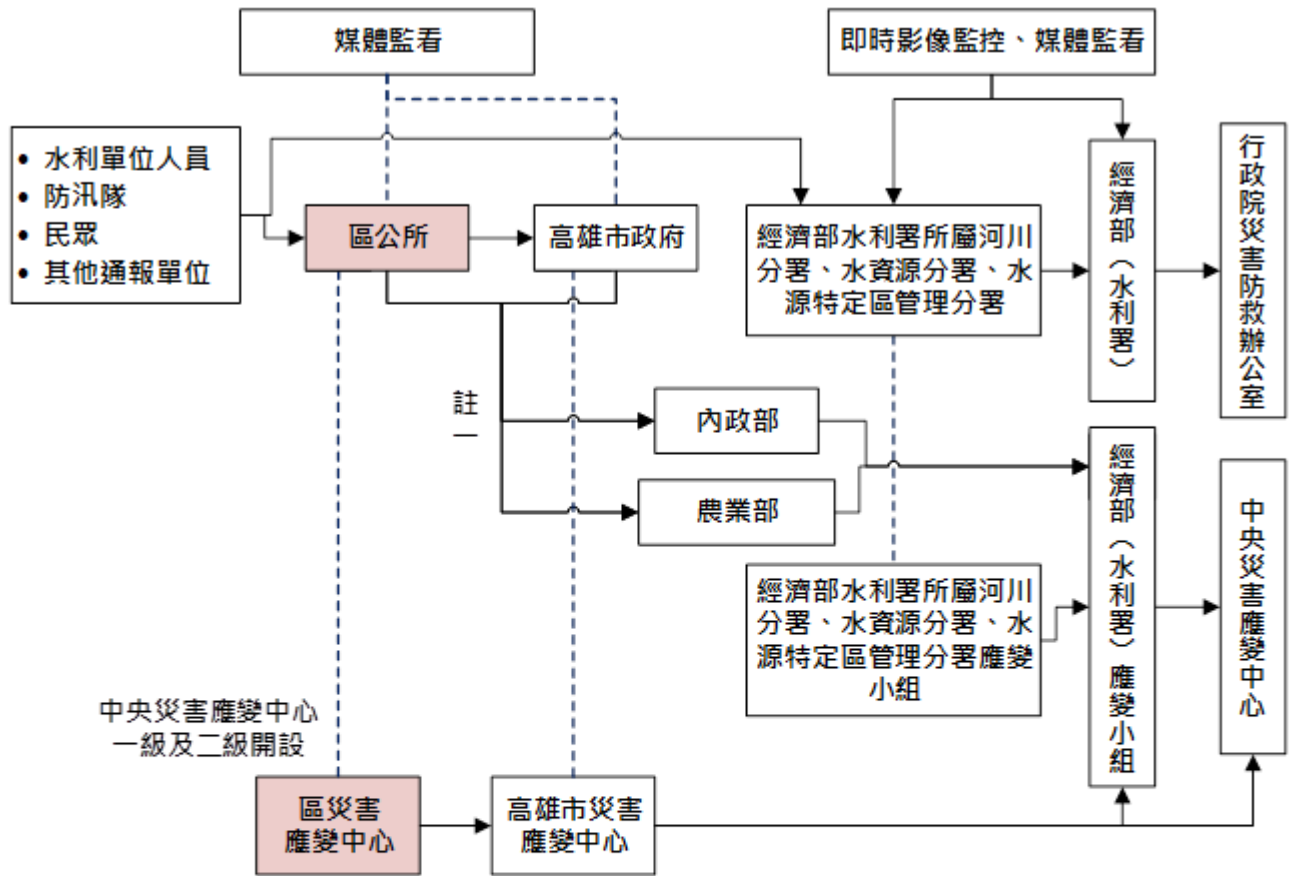 媒體監看
即時影像監控、媒體監看
• 水利單位人員
• 防汛隊
• 民眾
• 其他通報單位
區公所
高雄市政府
經濟部水利署所屬河川
分署、水資源分署、水
源特定區管理分署
經濟部（水利署）
行政院災害防救辦公室
註一
內政部
農業部
經濟部水利署所屬河川
分署、水資源分署、水
源特定區管理分署應變
小組
經濟部（水利署）應變小組
中央災害應變中心
中央災害應變中心
一級及二級開設
區災害
應變中心
高雄市災害
應變中心